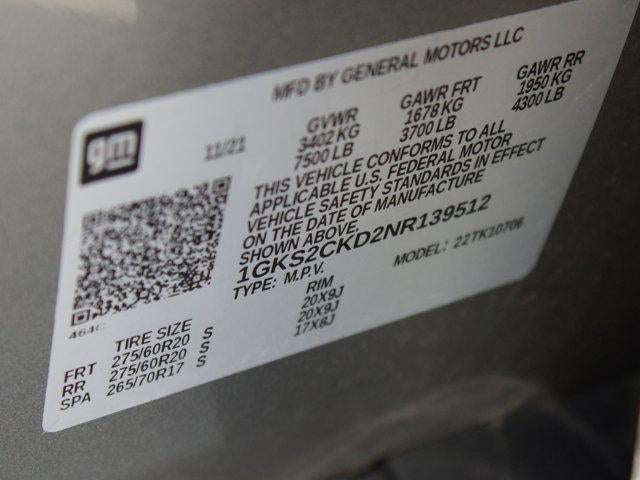 MFD BY GENERAL MOTORS LLC
gm
11/21
GVWR GAWR FRT GAWR RR
3402 KG 1678 KG 1950 KG
7500 LB 3700 LB 4300 LB
THIS VEHICLE CONFORMS TO ALL
APPLICABLE U.S. FEDERAL MOTOR
VEHICLE SAFETY STANDARDS IN EFFECT
ON THE DATE OF MANUFACTURE
SHOWN ABOVE.
1GKS2CKD2NR139512
TYPE: M.P.V. MODEL: 22TK10706
464C
TIRE SIZE RIM
FRT 275/60R20 S 20X9J
RR 275/60R20 S 20X9J
SPA 265/70R17 S 17X8J